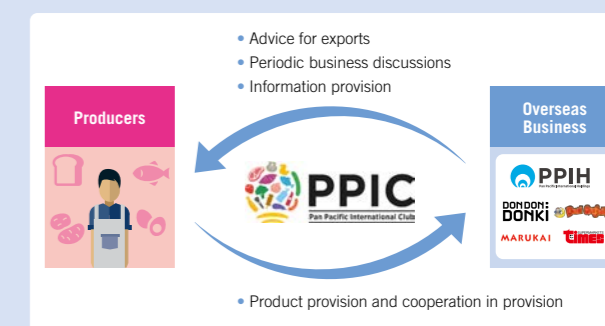 • Advice for exports
• Periodic business discussions
• Information provision
Producers
Overseas
Business
PPIC
Pan Pacific International Club
PPIH
DON DON:
DONKI
MARUKAI
Times
• Product provision and cooperation in provision